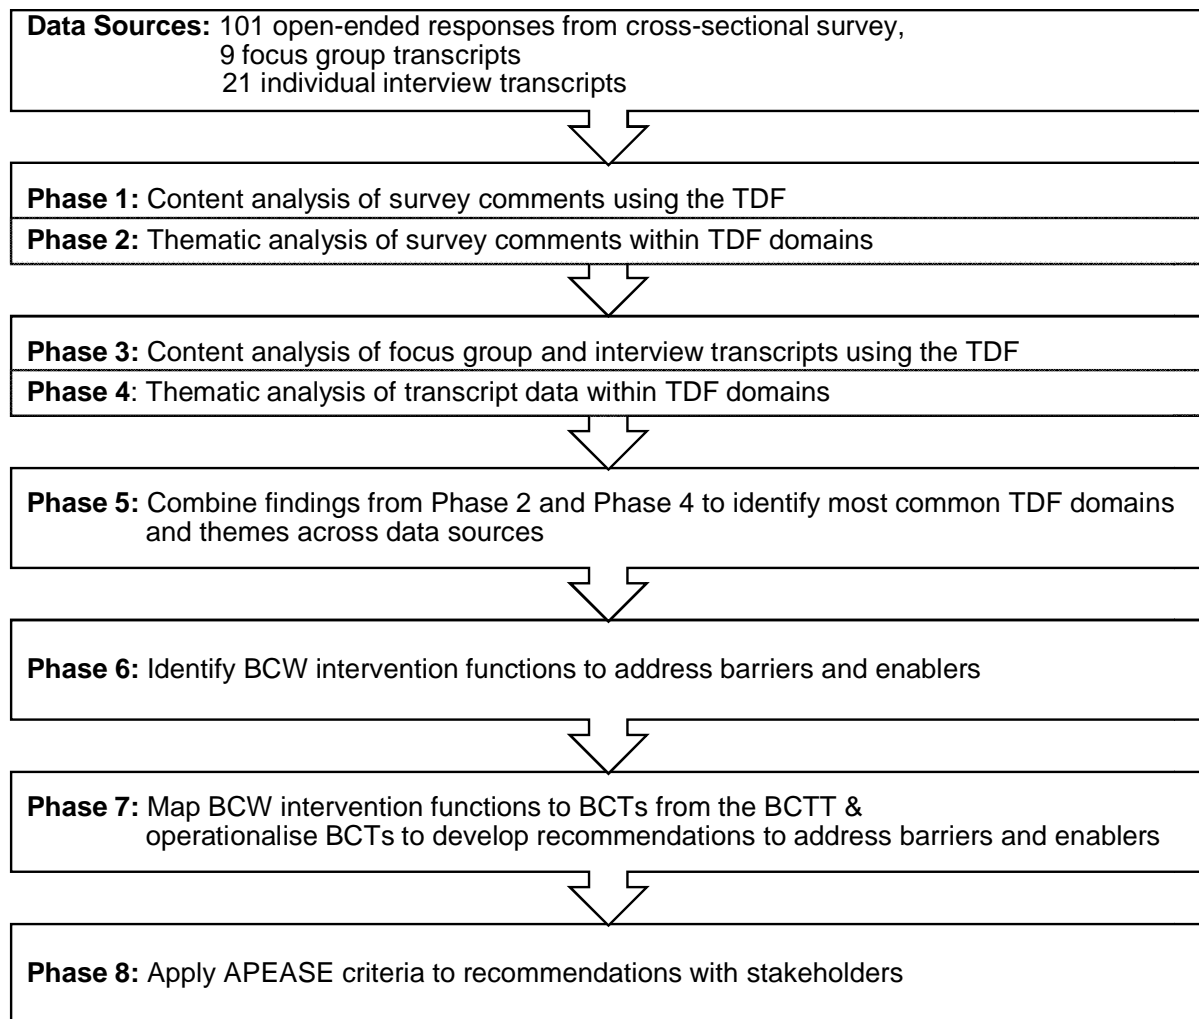 Data Sources: 101 open-ended responses from cross-sectional survey,
9 focus group transcripts
21 individual interview transcripts
Phase 1: Content analysis of survey comments using the TDF
Phase 2: Thematic analysis of survey comments within TDF domains
Phase 3: Content analysis of focus group and interview transcripts using the TDF
Phase 4: Thematic analysis of transcript data within TDF domains
Phase 5: Combine findings from Phase 2 and Phase 4 to identify most common TDF domains
and themes across data sources
Phase 6: Identify BCW intervention functions to address barriers and enablers
Phase 7: Map BCW intervention functions to BCTs from the BCTT &
operationalise BCTs to develop recommendations to address barriers and enablers
Phase 8: Apply APEASE criteria to recommendations with stakeholders